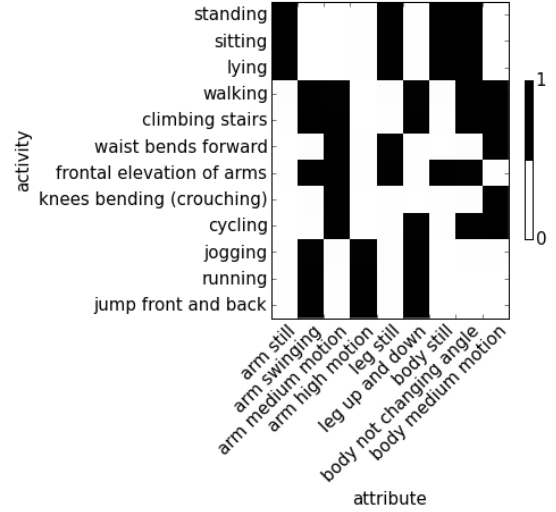 standing
sitting
lying
walking
climbing stairs
waist bends forward
frontal elevation of arms
knees bending (crouching)
cycling
jogging
running
jump front and back
activity
1
0
arm still
arm swinging
arm medium motion
arm high motion
leg still
leg up and down
body still
body not changing angle
body medium motion
attribute